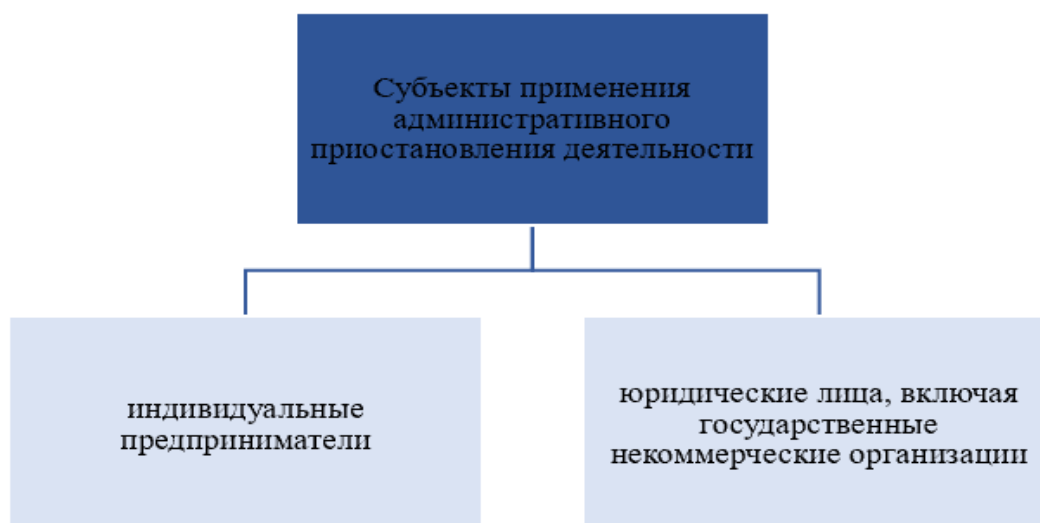 Субъекты применения
административного
приостановления деятельности
индивидуальные
предприниматели
юридические лица, включая
государственные
некоммерческие организации